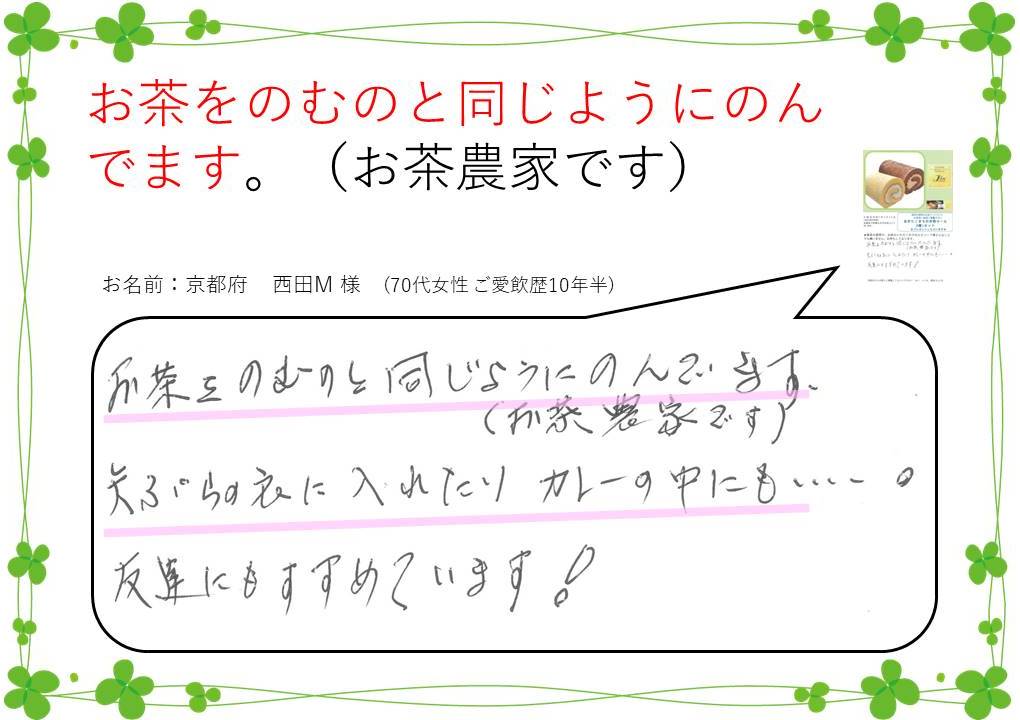 お茶をのむのと同じようにのん
でます。（お茶農家です）
お名前：京都府　西田M 様　（70代女性 ご愛飲歴10年半）
お茶をのむのと同じようにのんでいます。
（お茶農家です）
天ぷらの衣に入れたり カレーの中にも・・・・。
友達にもすすめています！